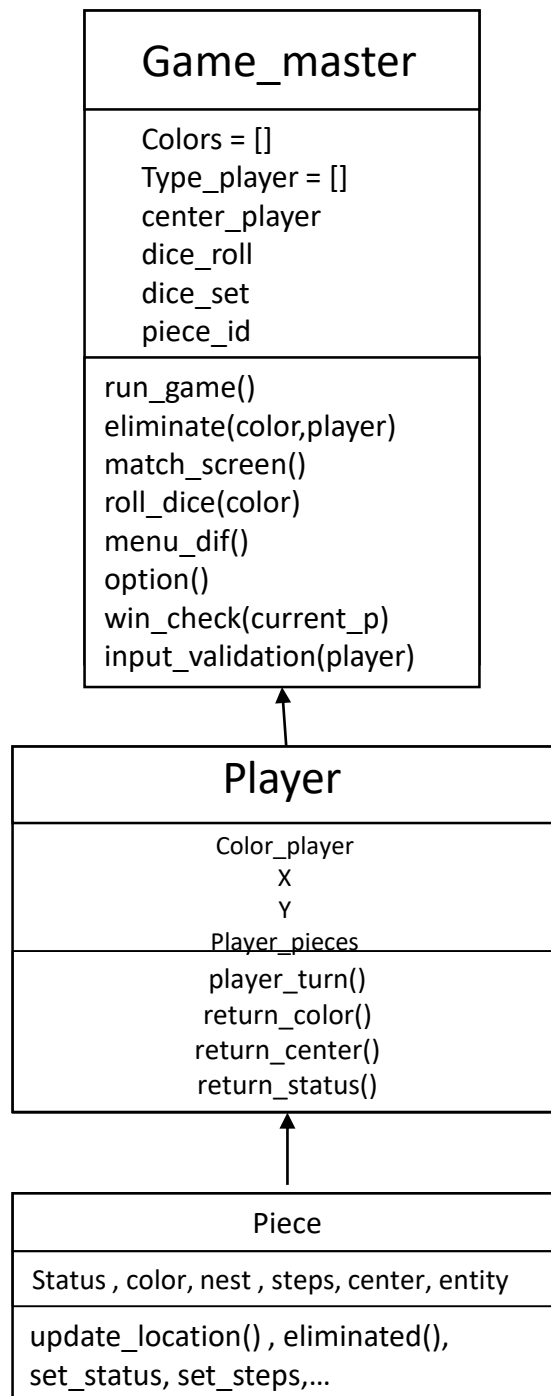 Game_master
Colors = []
Type_player = []
center_player
dice_roll
dice_set
piece_id
run_game()
eliminate(color,player)
match_screen()
roll_dice(color)
menu_dif()
option()
win_check(current_p)
input_validation(player)
Player
Color_player
X
Y
Player_pieces
player_turn()
return_color()
return_center()
return_status()
Piece
Status , color, nest , steps, center, entity
update_location() , eliminated(),
set_status, set_steps,...